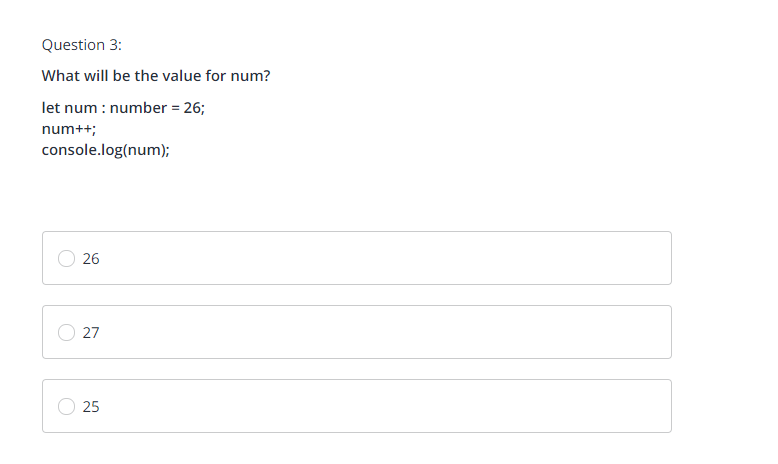 Question 3:
What will be the value for num?
let num : number = 26;
num++;
console.log(num);
26
27
25